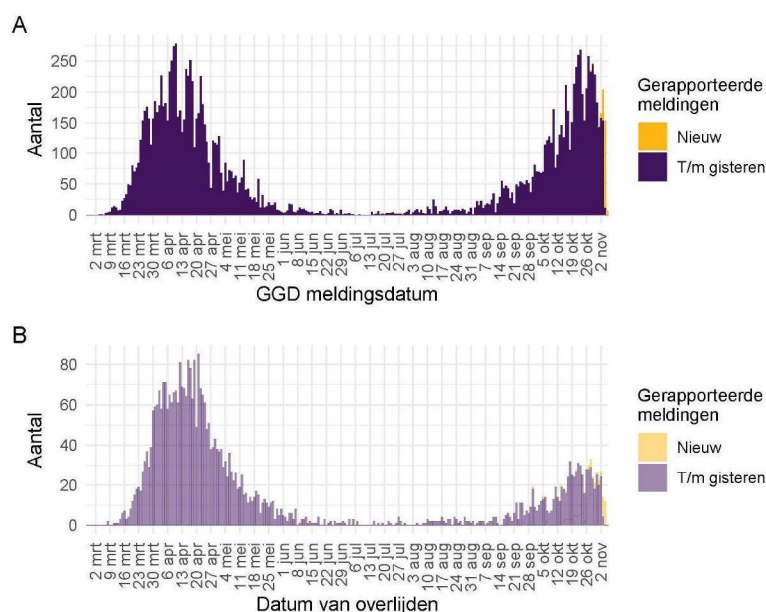 A
Aantal
250
200
150
100
50
0
2 mrt
9 mrt
16 mrt
23 mrt
30 mrt
6 apr
13 apr
20 apr
27 apr
4 mei
11 mei
18 mei
25 mei
1 jun
8 jun
15 jun
22 jun
29 jun
6 jul
13 jul
20 jul
27 jul
3 aug
10 aug
17 aug
24 aug
31 aug
7 sep
14 sep
21 sep
28 sep
5 okt
12 okt
19 okt
26 okt
2 nov
GGD meldingsdatum
Gerapporteerde
meldingen
Nieuw
T/m gisteren
B
Aantal
80
60
40
20
0
2 mrt
9 mrt
16 mrt
23 mrt
30 mrt
6 apr
13 apr
20 apr
27 apr
4 mei
11 mei
18 mei
25 mei
1 jun
8 jun
15 jun
22 jun
29 jun
6 jul
13 jul
20 jul
27 jul
3 aug
10 aug
17 aug
24 aug
31 aug
7 sep
14 sep
21 sep
28 sep
5 okt
12 okt
19 okt
26 okt
2 nov
Datum van overlijden
Gerapporteerde
meldingen
Nieuw
T/m gisteren